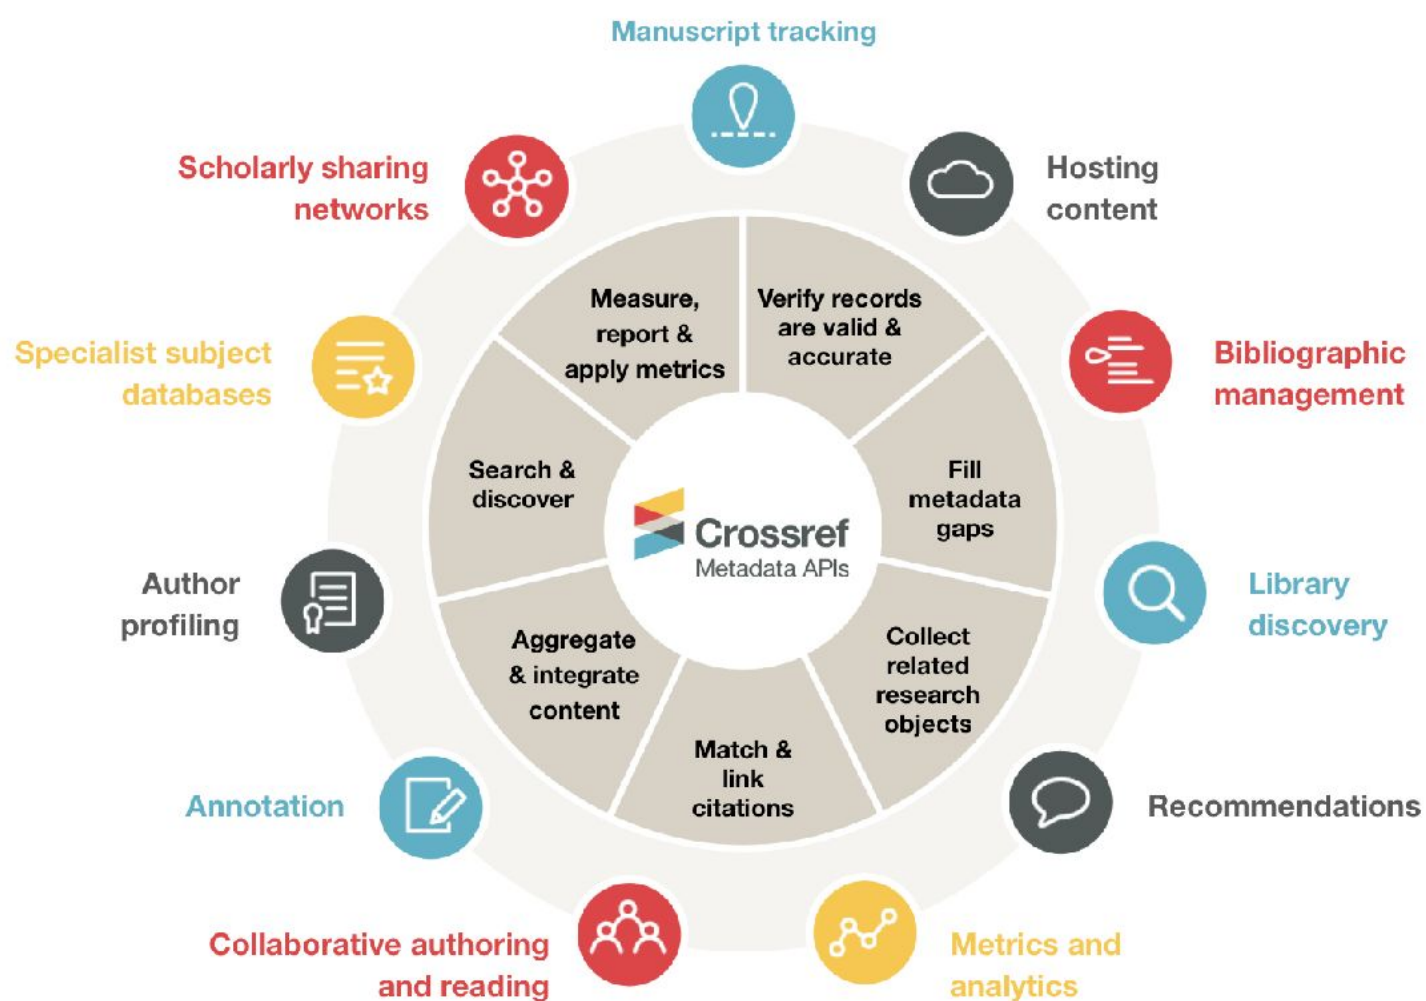 Manuscript tracking
Hosting
content
Bibliographic
management
Library
discovery
Recommendations
Metrics and
analytics
Collaborative authoring
and reading
Annotation
Author
profiling
Specialist subject
databases
Scholarly sharing
networks
Verify records
are valid &
accurate
Fill
metadata
gaps
Collect
related
research
objects
Match &
link
citations
Aggregate
& integrate
content
Search &
discover
Measure,
report &
apply metrics
Crossref
Metadata APIs